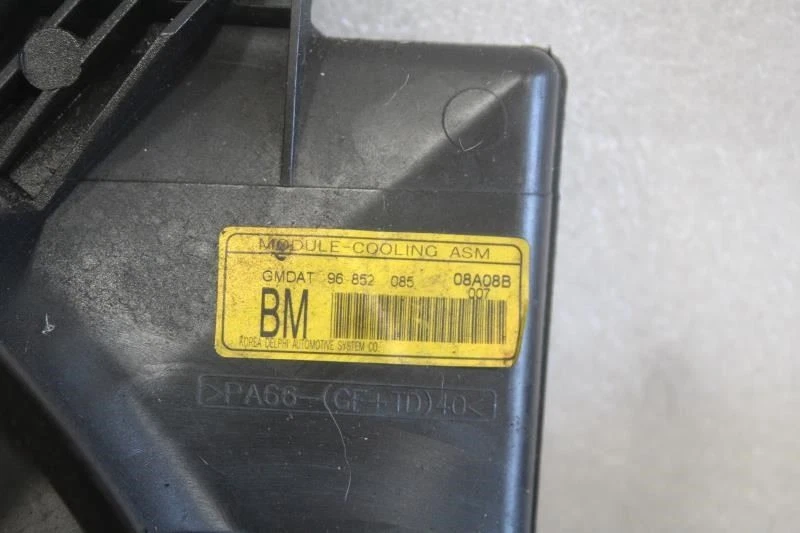 MODULE-COOLING ASM
GMDAT 96 852 085 08A08B
007
BM
KOREA DELPHI AUTOMOTIVE SYSTEM CO.
>PA66-(GF+TD)40<